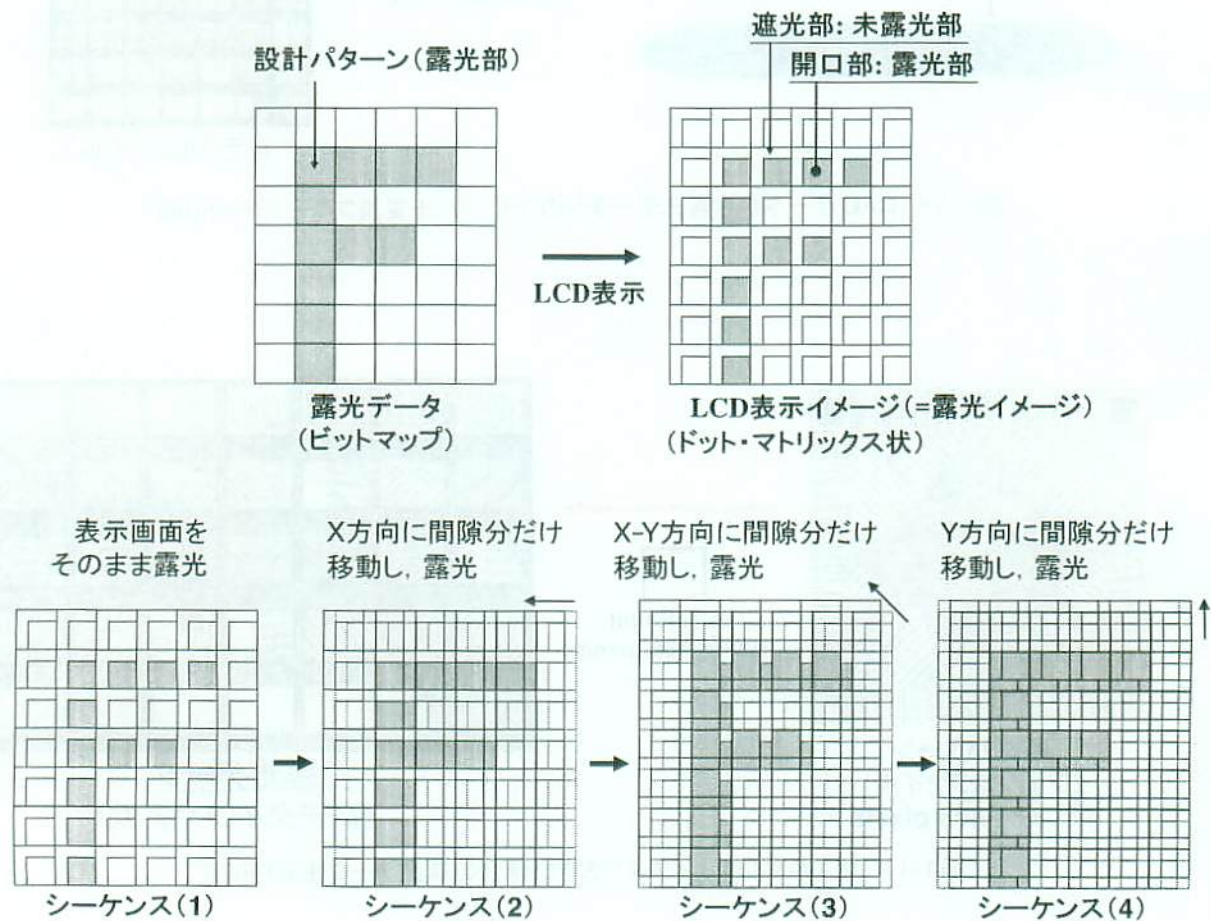 遮光部: 未露光部
開口部: 露光部
設計パターン(露光部)
LCD表示
露光データ
(ビットマップ)
LCD表示イメージ(=露光イメージ)
(ドット・マトリックス状)
表示画面を
そのまま露光
X方向に間隙分だけ
移動し, 露光
X-Y方向に間隙分だけ
移動し, 露光
Y方向に間隙分だけ
移動し, 露光
シーケンス(1)
シーケンス(2)
シーケンス(3)
シーケンス(4)